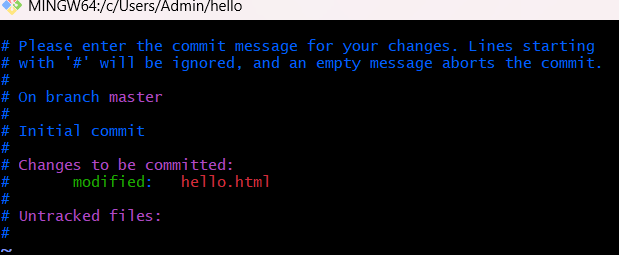 MINGW64:/c/Users/Admin/hello
# Please enter the commit message for your changes. Lines starting
# with '#' will be ignored, and an empty message aborts the commit.
#
# On branch master
#
# Initial commit
#
# Changes to be committed:
#       modified:   hello.html
#
# Untracked files:
#
~